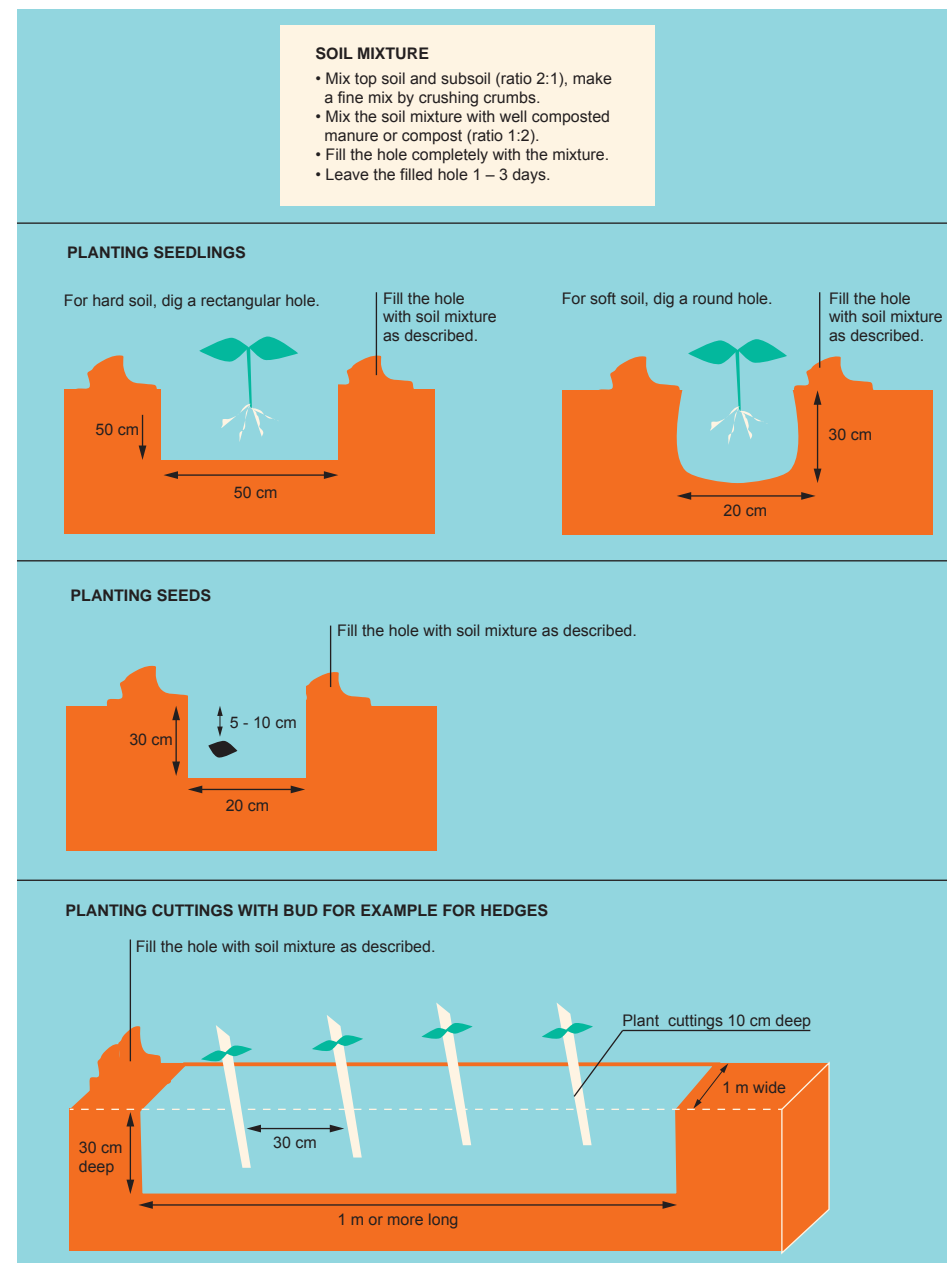 SOIL MIXTURE
• Mix top soil and subsoil (ratio 2:1), make
a fine mix by crushing crumbs.
• Mix the soil mixture with well composted
manure or compost (ratio 1:2).
• Fill the hole completely with the mixture.
• Leave the filled hole 1 – 3 days.
PLANTING SEEDLINGS
For hard soil, dig a rectangular hole.
Fill the hole
with soil mixture
as described.
50 cm
50 cm
For soft soil, dig a round hole.
Fill the hole
with soil mixture
as described.
30 cm
20 cm
PLANTING SEEDS
Fill the hole with soil mixture as described.
5 - 10 cm
30 cm
20 cm
PLANTING CUTTINGS WITH BUD FOR EXAMPLE FOR HEDGES
Fill the hole with soil mixture as described.
Plant cuttings 10 cm deep
1 m wide
30 cm
30 cm
deep
1 m or more long